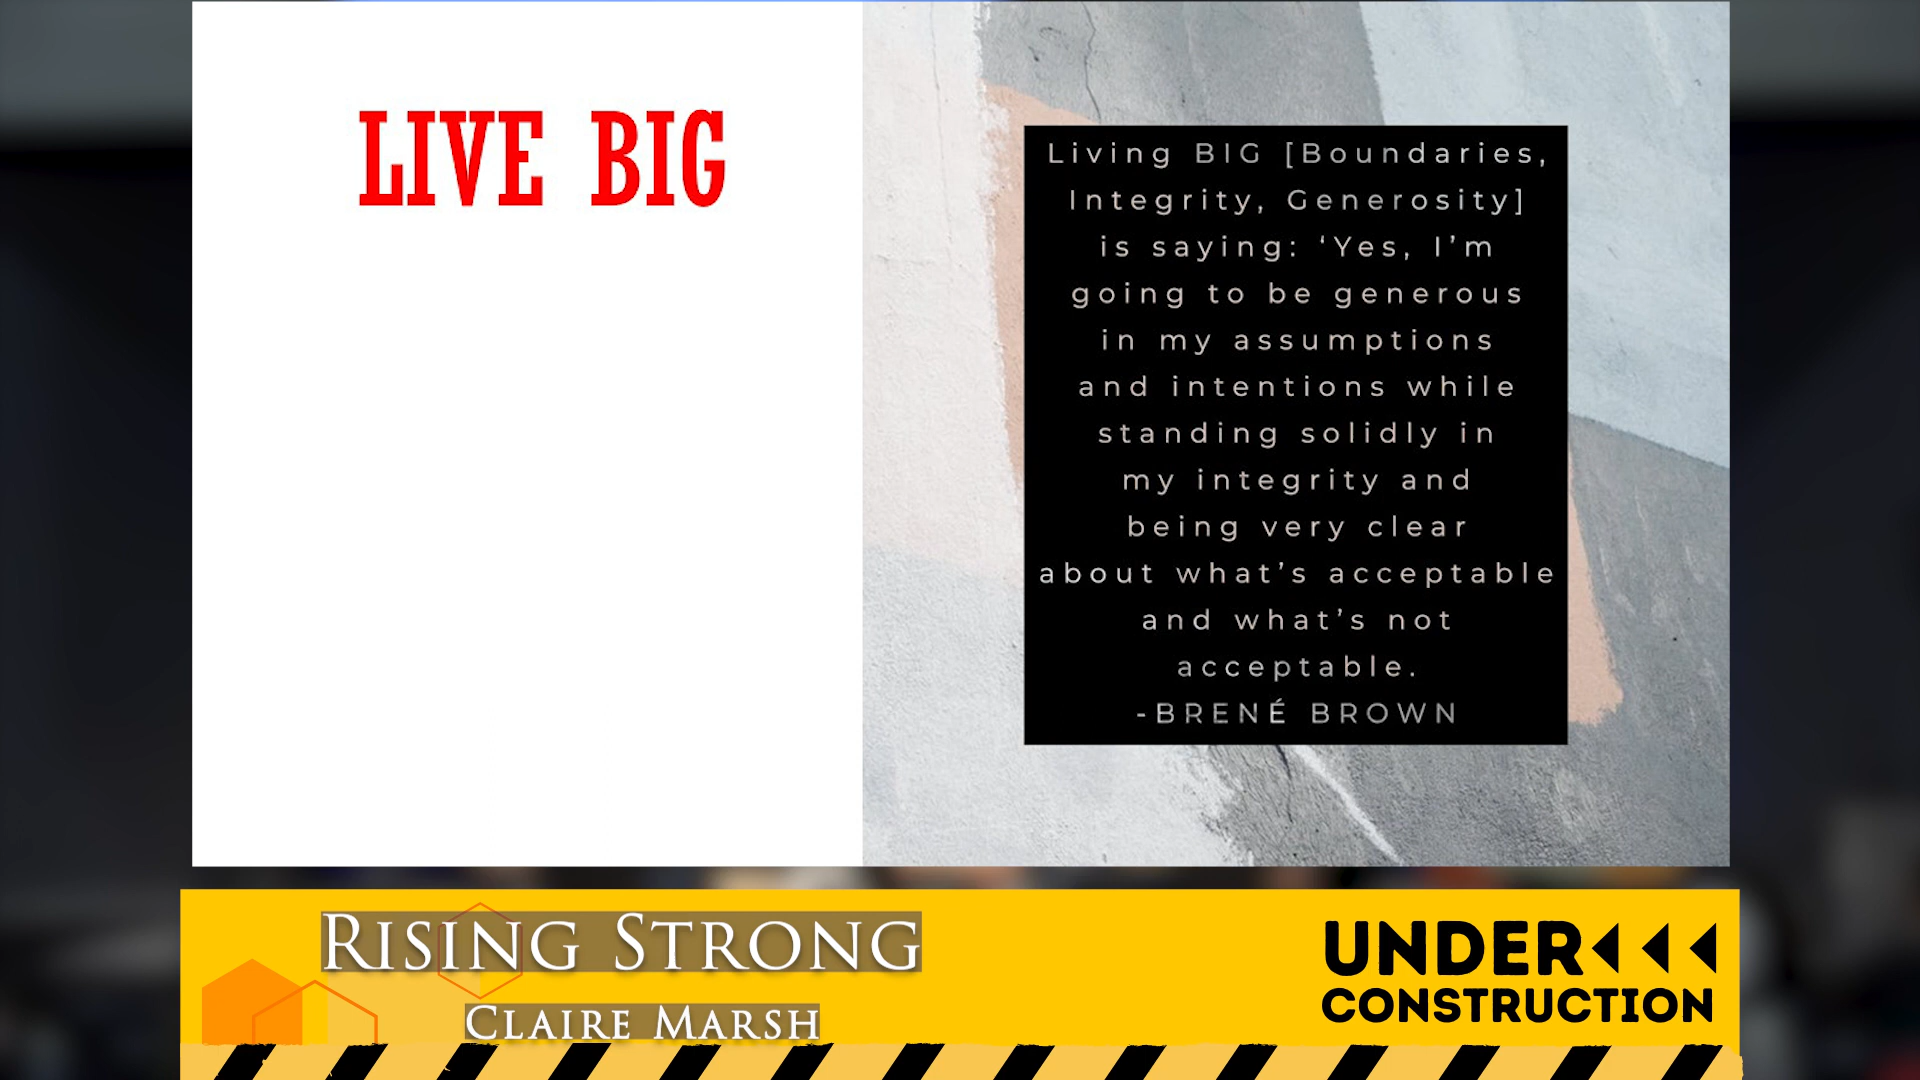 LIVE BIG
Living BIG [Boundaries,
Integrity, Generosity]
is saying: ‘Yes, I’m
going to be generous
in my assumptions
and intentions while
standing solidly in
my integrity and
being very clear
about what’s acceptable
and what’s not
acceptable.
-BRENÉ BROWN
RISING STRONG
CLAIRE MARSH
UNDER
CONSTRUCTION